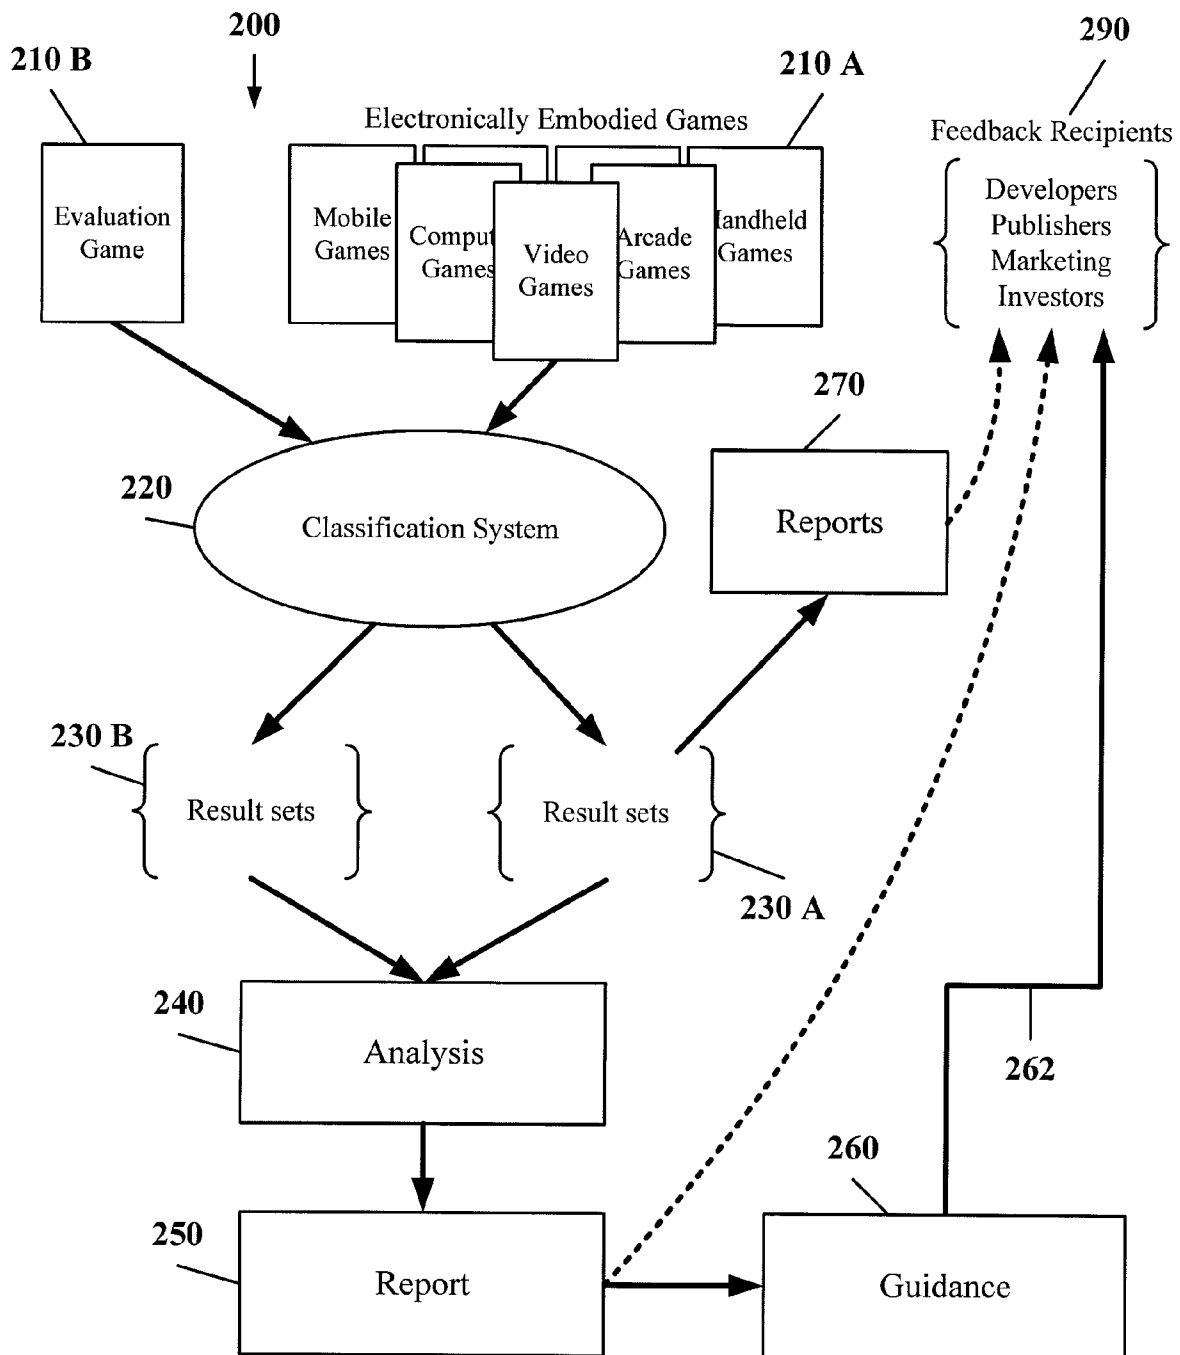 200
290
210 B
210 A
Electronically Embodied Games
Feedback Recipients
Evaluation
Game
Mobile
Games
Comput
Games
Video
Games
Arcade
Games
Handheld
Games
Developers
Publishers
Marketing
Investors
270
220
Classification System
Reports
230 B
Result sets
Result sets
230 A
240
Analysis
262
260
250
Report
Guidance